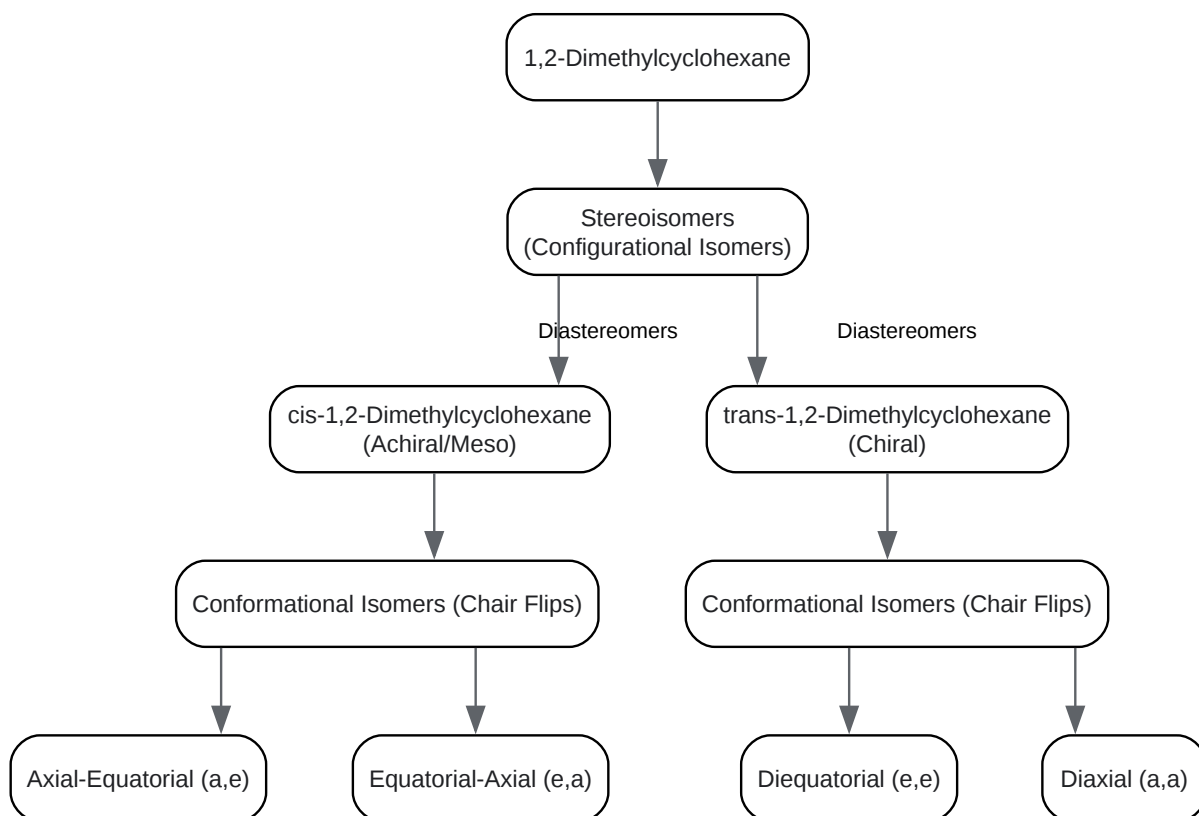 1,2-Dimethylcyclohexane
Stereoisomers
(Configurational Isomers)
Diastereomers
Diastereomers
cis-1,2-Dimethylcyclohexane
(Achiral/Meso)
trans-1,2-Dimethylcyclohexane
(Chiral)
Conformational Isomers (Chair Flips)
Conformational Isomers (Chair Flips)
Axial-Equatorial (a,e)
Equatorial-Axial (e,a)
Diequatorial (e,e)
Diaxial (a,a)